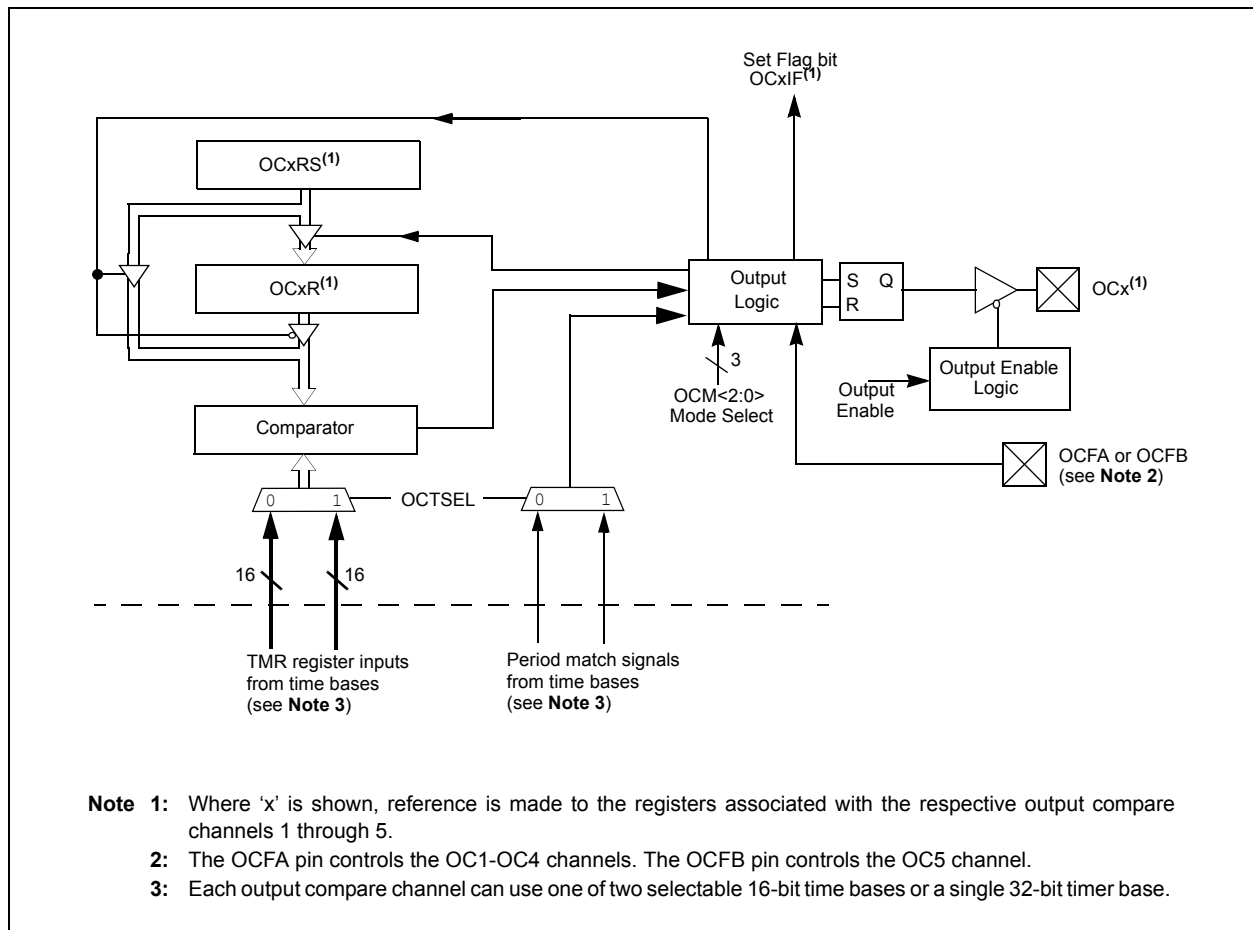 Set Flag bit
OCxIF(1)
OCxRS(1)
OCxR(1)
Output
Logic
S Q
R
OCx(1)
3
OCM<2:0>
Mode Select
Output
Enable
Output Enable
Logic
Comparator
OCFA or OCFB
(see Note 2)
0 1
OCTSEL
0 1
16
16
TMR register inputs
from time bases
(see Note 3)
Period match signals
from time bases
(see Note 3)
Note 1: Where ‘x’ is shown, reference is made to the registers associated with the respective output compare
channels 1 through 5.
2: The OCFA pin controls the OC1-OC4 channels. The OCFB pin controls the OC5 channel.
3: Each output compare channel can use one of two selectable 16-bit time bases or a single 32-bit timer base.